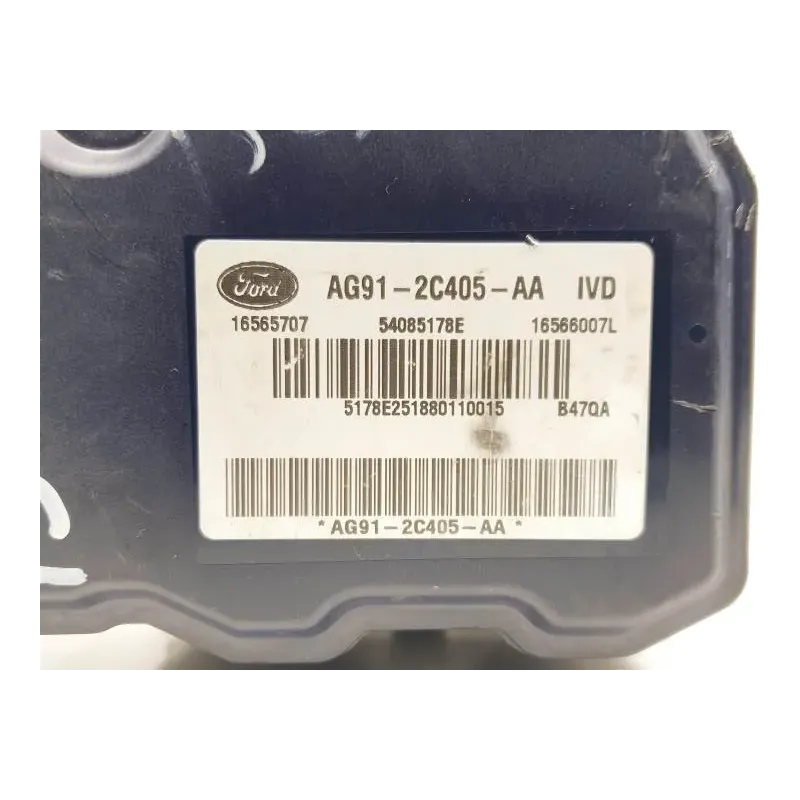 Ford AG91-2C405-AA IVD
16565707 54085178E 16566007L
5178E251880110015 B47QA
*AG91-2C405-AA*